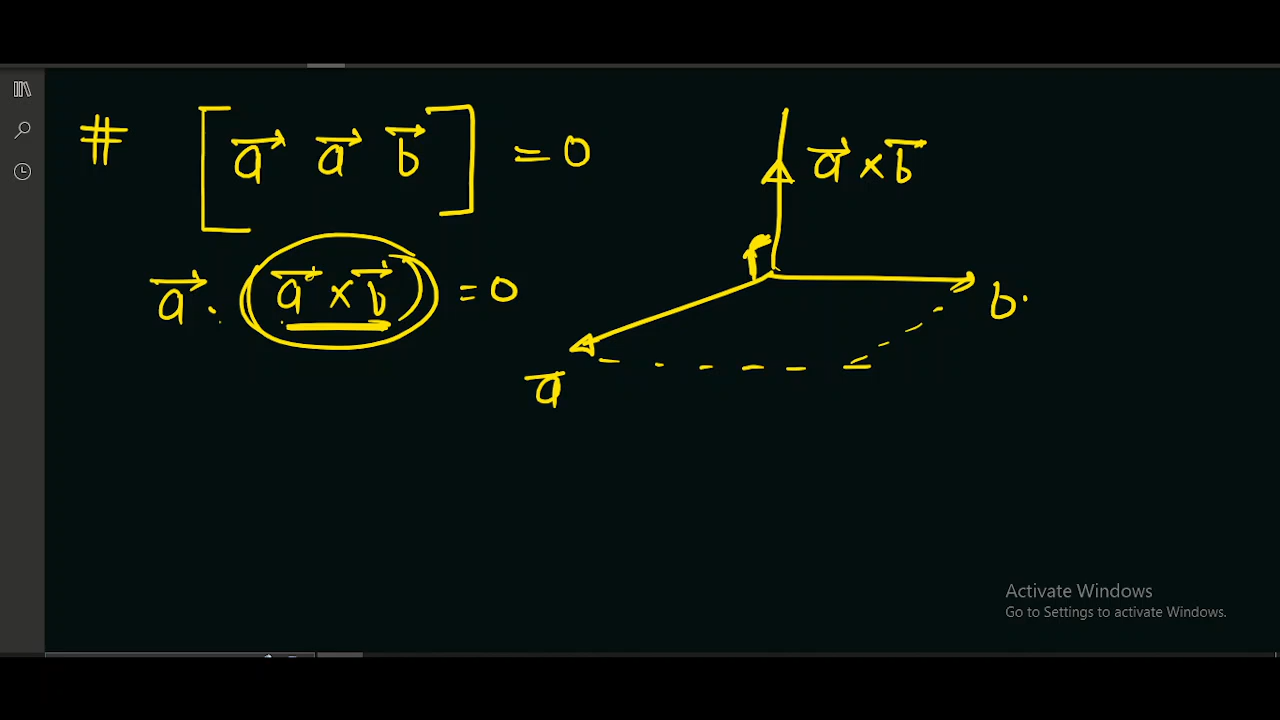 # [a⃗ a⃗ b⃗] = 0
a⃗ . (a⃗ × b⃗) = 0
a⃗ × b⃗
b
a⃗
Activate Windows
Go to Settings to activate Windows.